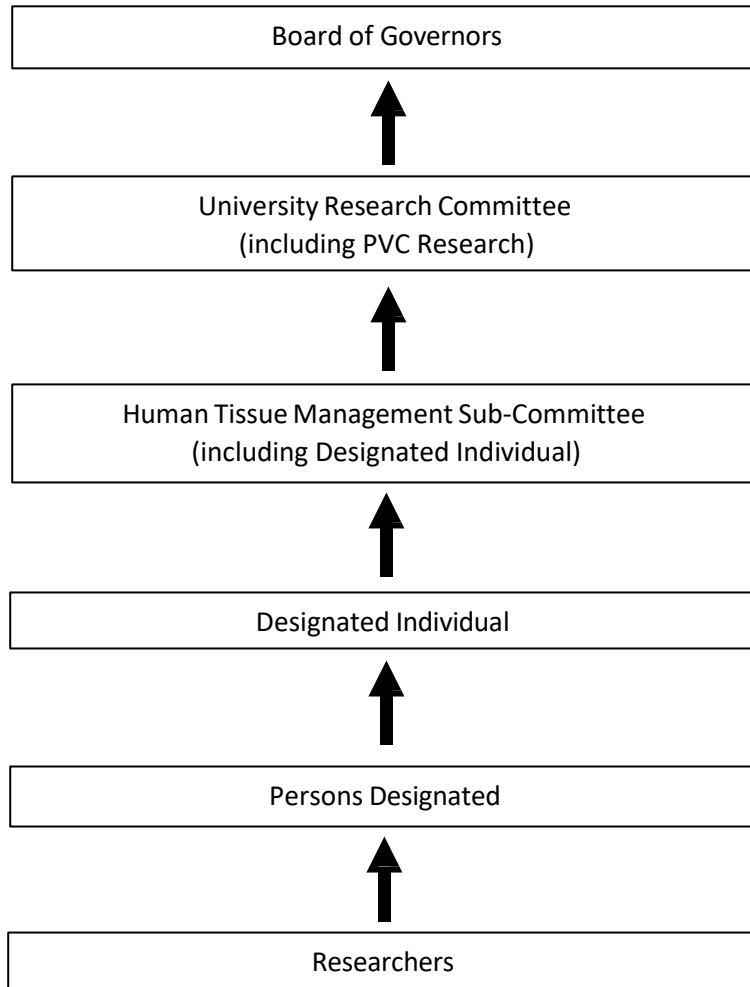 Board of Governors
University Research Committee
(including PVC Research)
Human Tissue Management Sub-Committee
(including Designated Individual)
Designated Individual
Persons Designated
Researchers